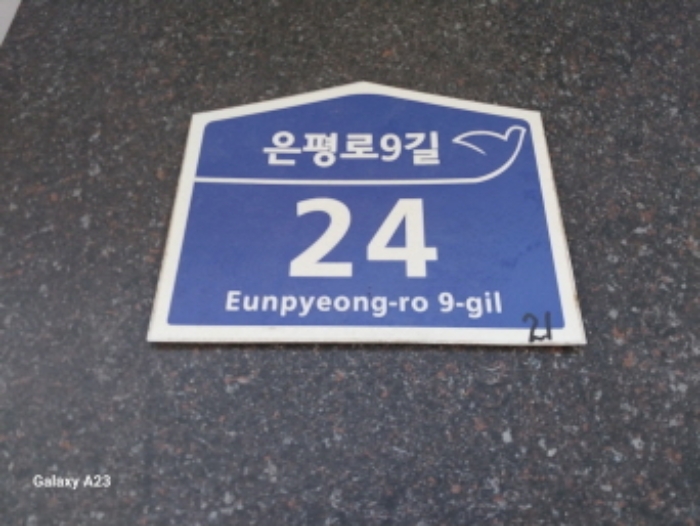 은평로9길
24
Eunpyeong-ro 9-gil
21
Galaxy A23